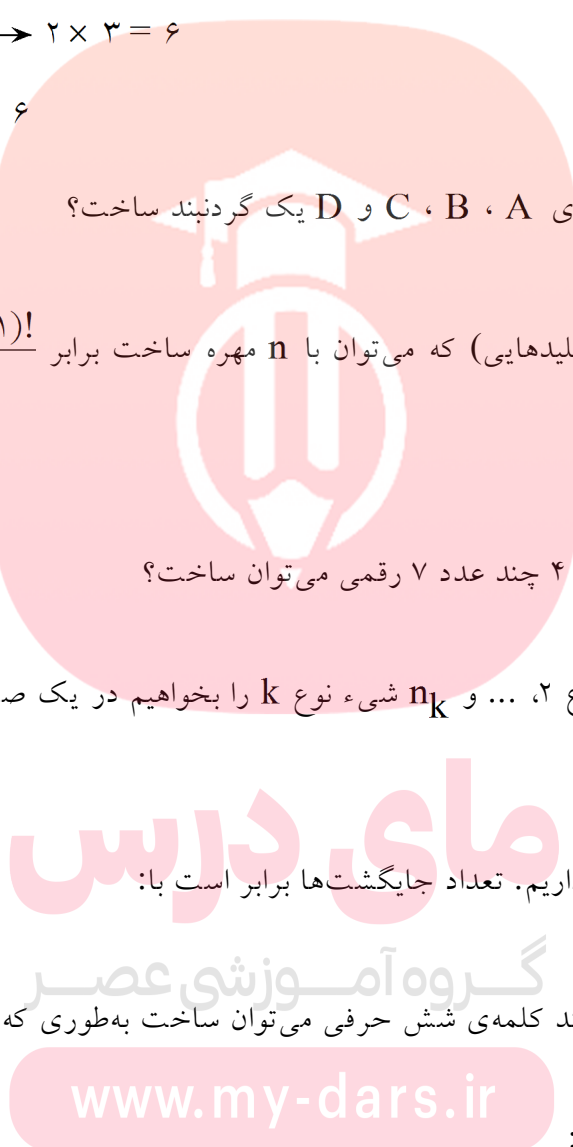 → ۲ × ۳ = ۶
۶
ی A ، B ، C و D یک گردنبند ساخت؟
لیدهایی) که می‌توان با n مهره ساخت برابر ۱)!
۴ چند عدد ۷ رقمی می‌توان ساخت؟
ع ۲، ... و nk شیء نوع k را بخواهیم در یک ص
مای درس
اریم. تعداد جایگشت‌ها برابر است با:
گروه آموزشی عصر
ند کلمه‌ی شش حرفی می‌توان ساخت به‌طوری که
www.my-dars.ir